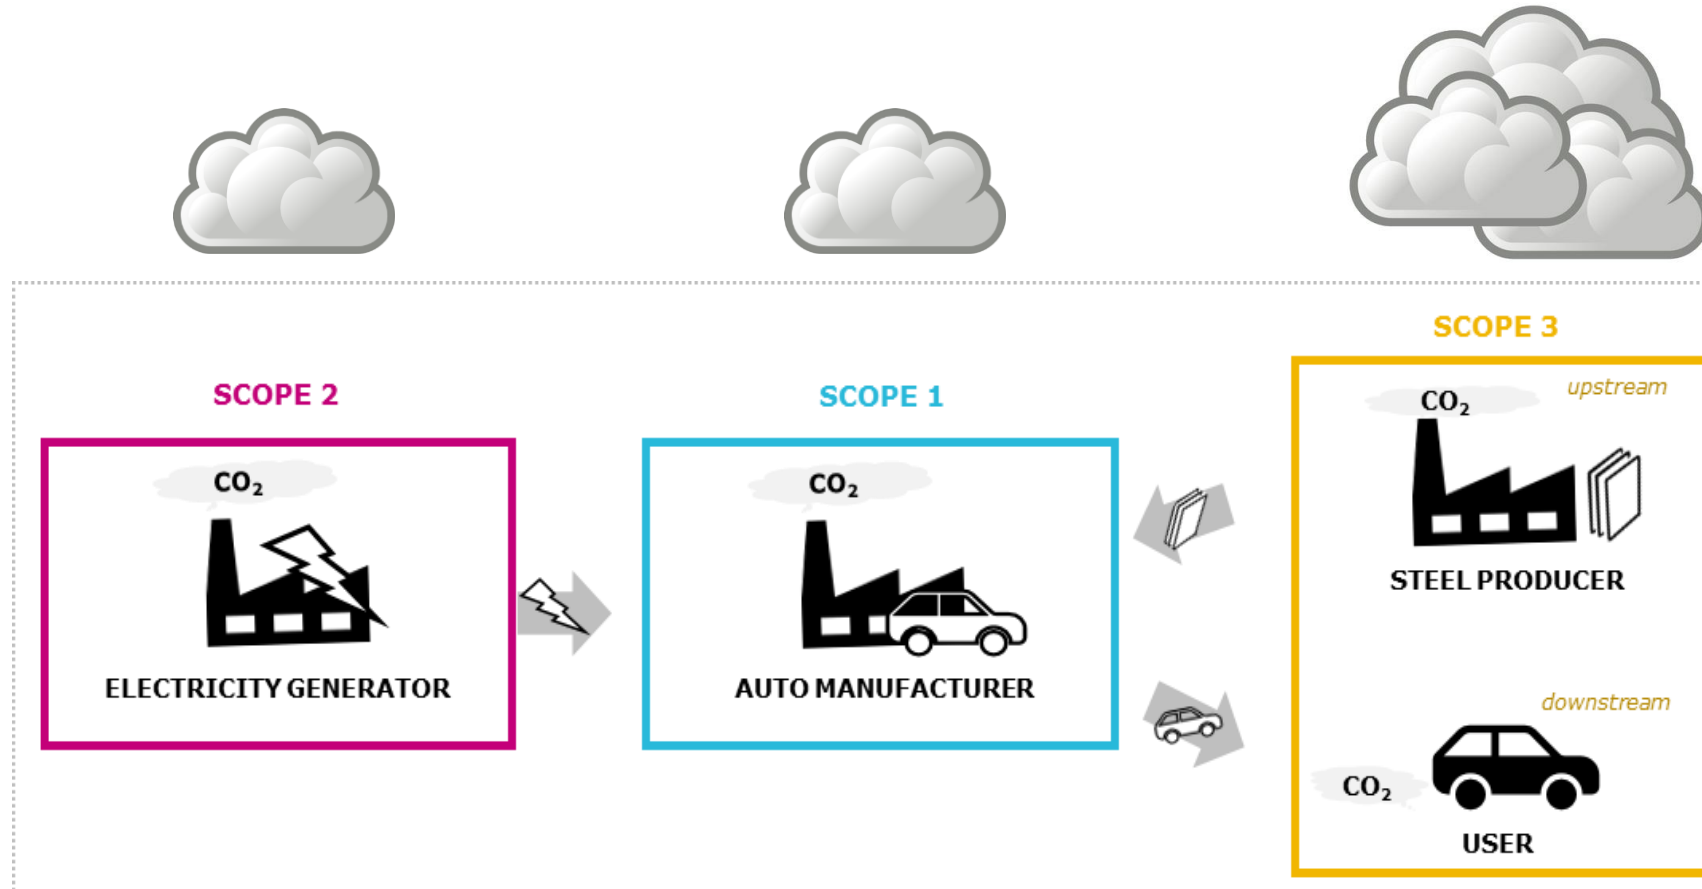 SCOPE 2
CO₂
ELECTRICITY GENERATOR
SCOPE 1
CO₂
AUTO MANUFACTURER
SCOPE 3
upstream
CO₂
STEEL PRODUCER
downstream
CO₂
USER